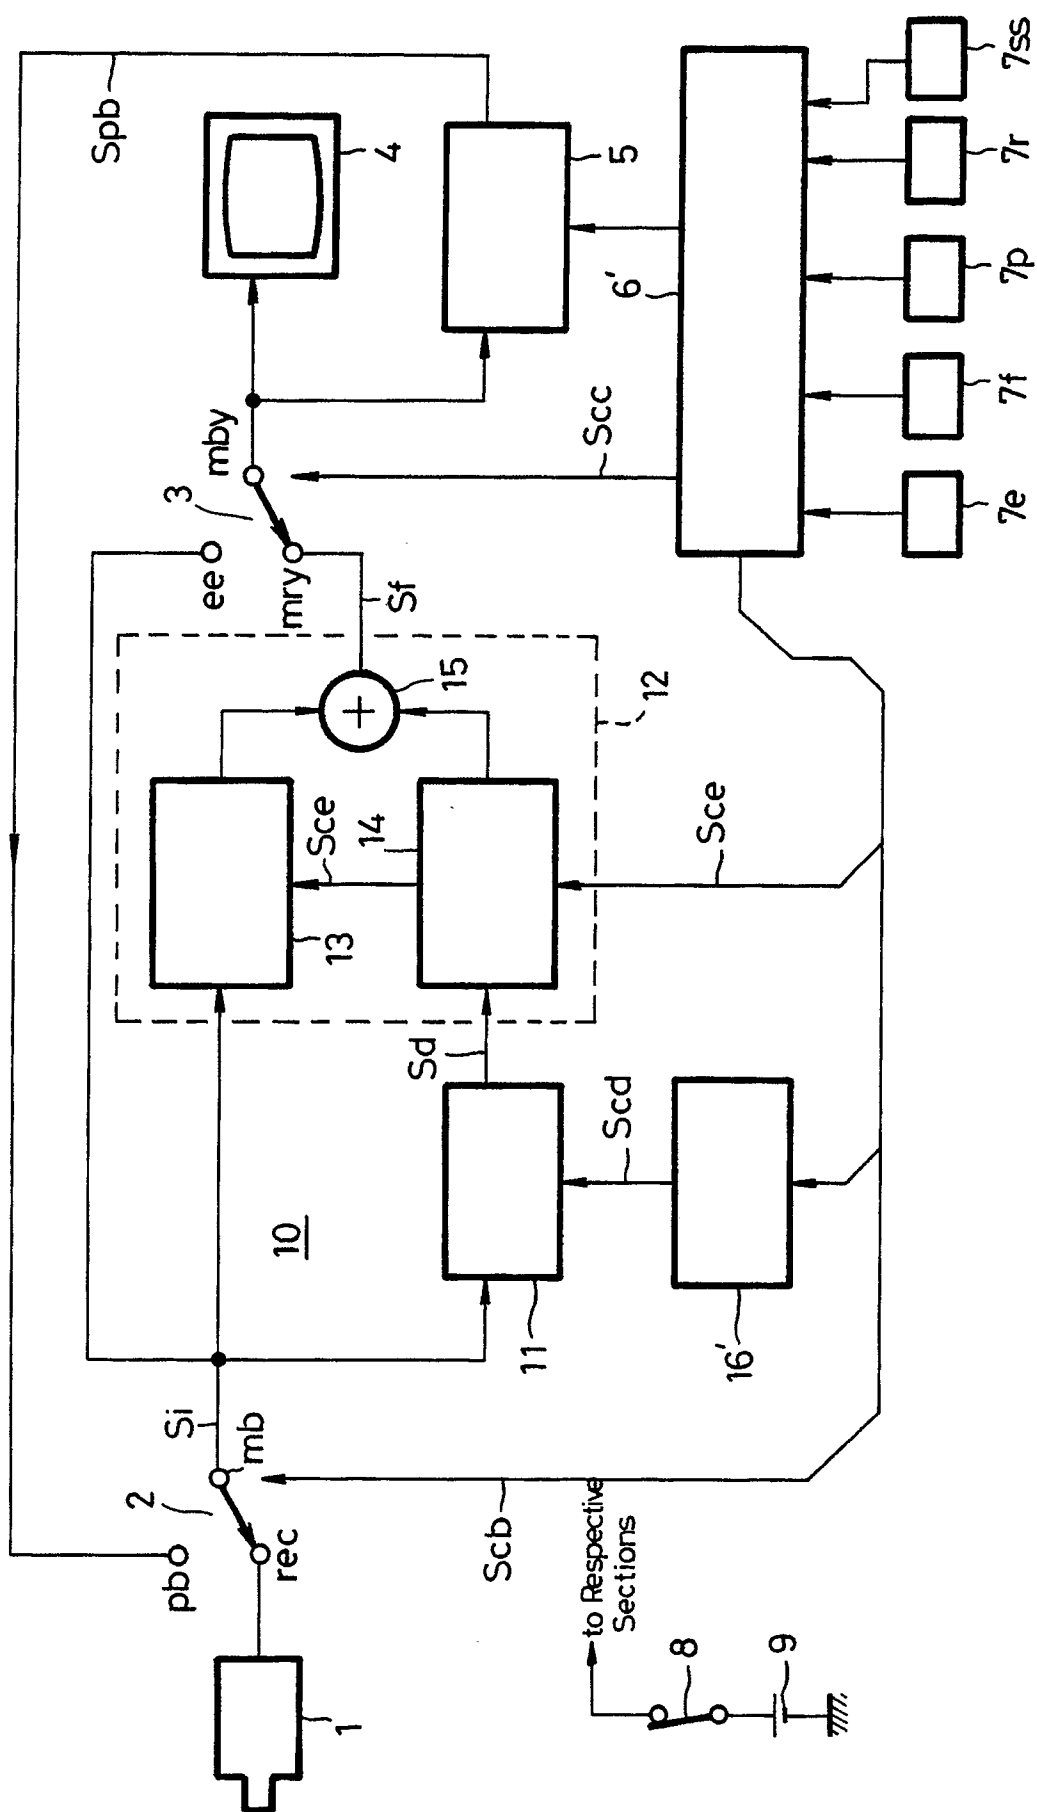 Spb
4
5
6'
7ss
7r
7p
7f
7e
mby
3
ee
mry
Scc
Sf
15
12
13
Sce
14
Sce
Sd
10
11
Scd
16'
Si
mb
2
pb
rec
Scb
1
to Respective
Sections
8
9